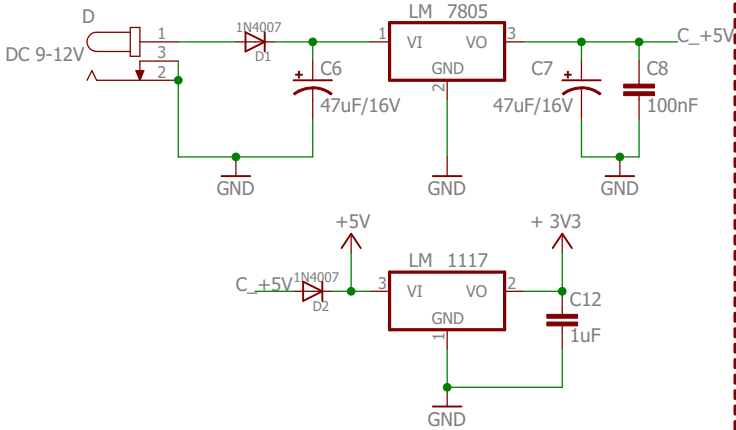 D
DC 9-12V
1
3
2
1N4007
D1
C6
47uF/16V
LM 7805
1
VI
VO
3
GND
2
C7
47uF/16V
C8
100nF
C_+5V
GND
GND
GND
+5V
+ 3V3
C_+5V
1N4007
D2
LM 1117
3
VI
VO
2
GND
1
C12
1uF
GND